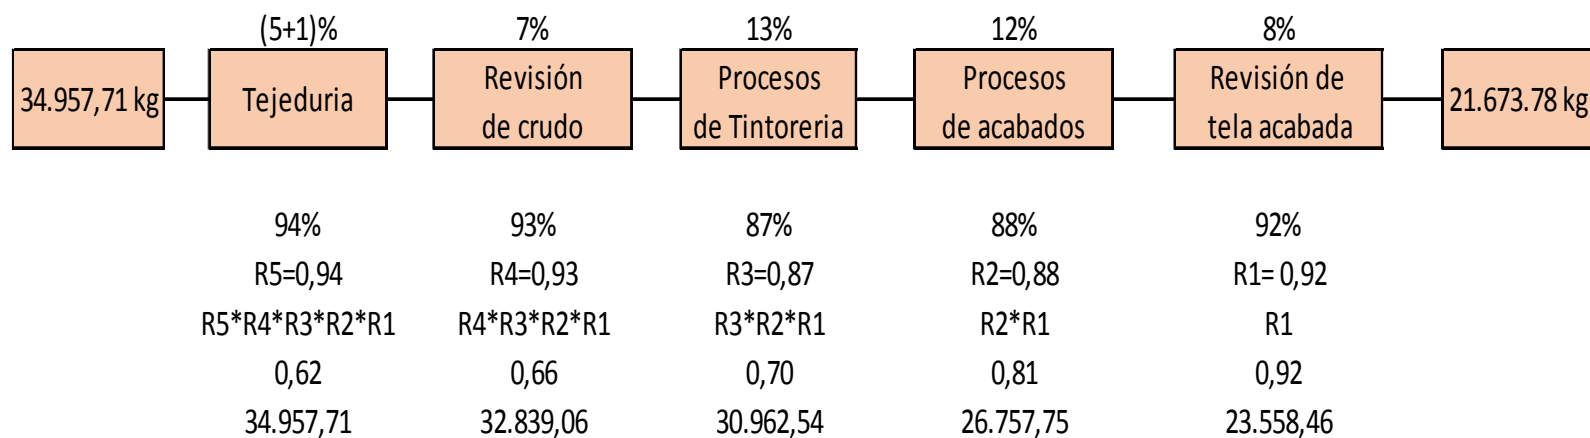 (5+1)% 7% 13% 12% 8%
34.957,71 kg
Tejeduria
Revisión
de crudo
Procesos
de Tintoreria
Procesos
de acabados
Revisión de
tela acabada
21.673.78 kg
94% 93% 87% 88% 92%
R5=0,94 R4=0,93 R3=0,87 R2=0,88 R1= 0,92
R5*R4*R3*R2*R1 R4*R3*R2*R1 R3*R2*R1 R2*R1 R1
0,62 0,66 0,70 0,81 0,92
34.957,71 32.839,06 30.962,54 26.757,75 23.558,46